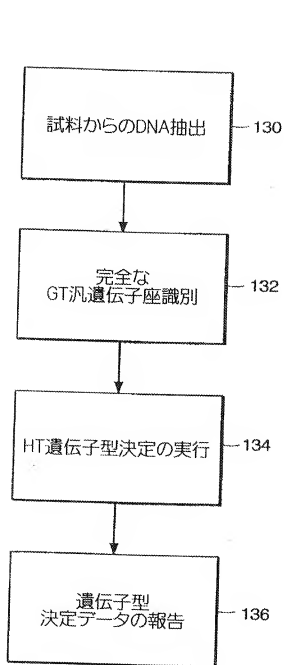 試料からのDNA抽出
130
完全な
GT汎遺伝子座識別
132
HT遺伝子型決定の実行
134
遺伝子型
決定データの報告
136